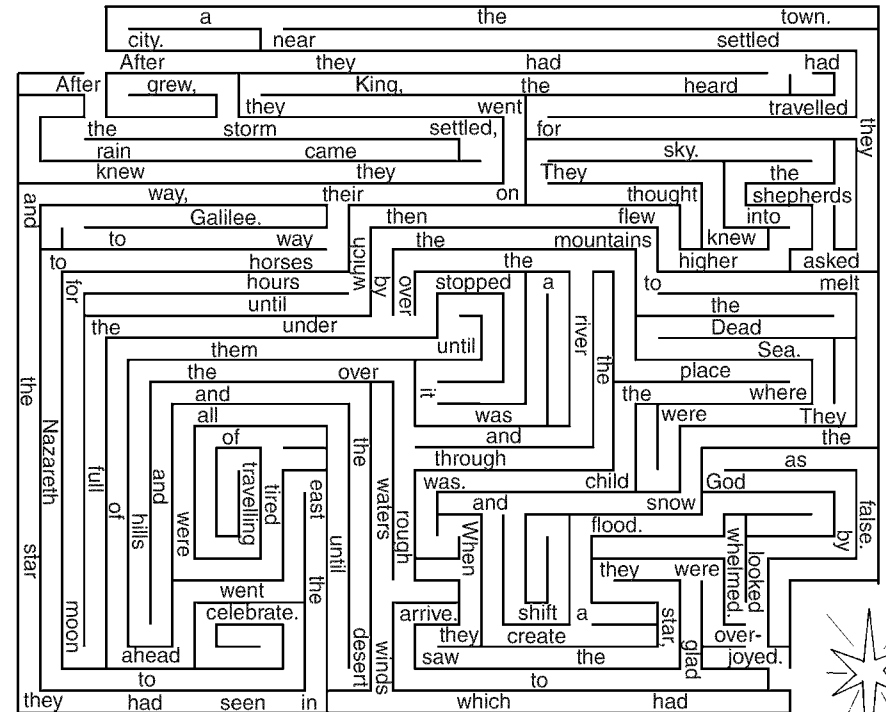 a the town.
city. near settled
After they had had
After grew, King, the heard
they went travelled
the storm settled, for they
rain came sky.
knew they They the
and way, their on thought shepherds
Galilee. then flew into
to way the mountains knew
to horses which the higher asked
for hours by over stopped a to melt
until the
the under river Dead
them until Sea.
the over the place
the and it the where
all was were They
Nazareth of the and the
through as
full and travelling tired east waters rough was. child God
of hills were and snow false.
star until When flood. by
the they were whelmed. looked
went
moon celebrate. desert winds arrive. shift a star,
they create glad over-
ahead saw the joyed.
to to
they had seen in which had